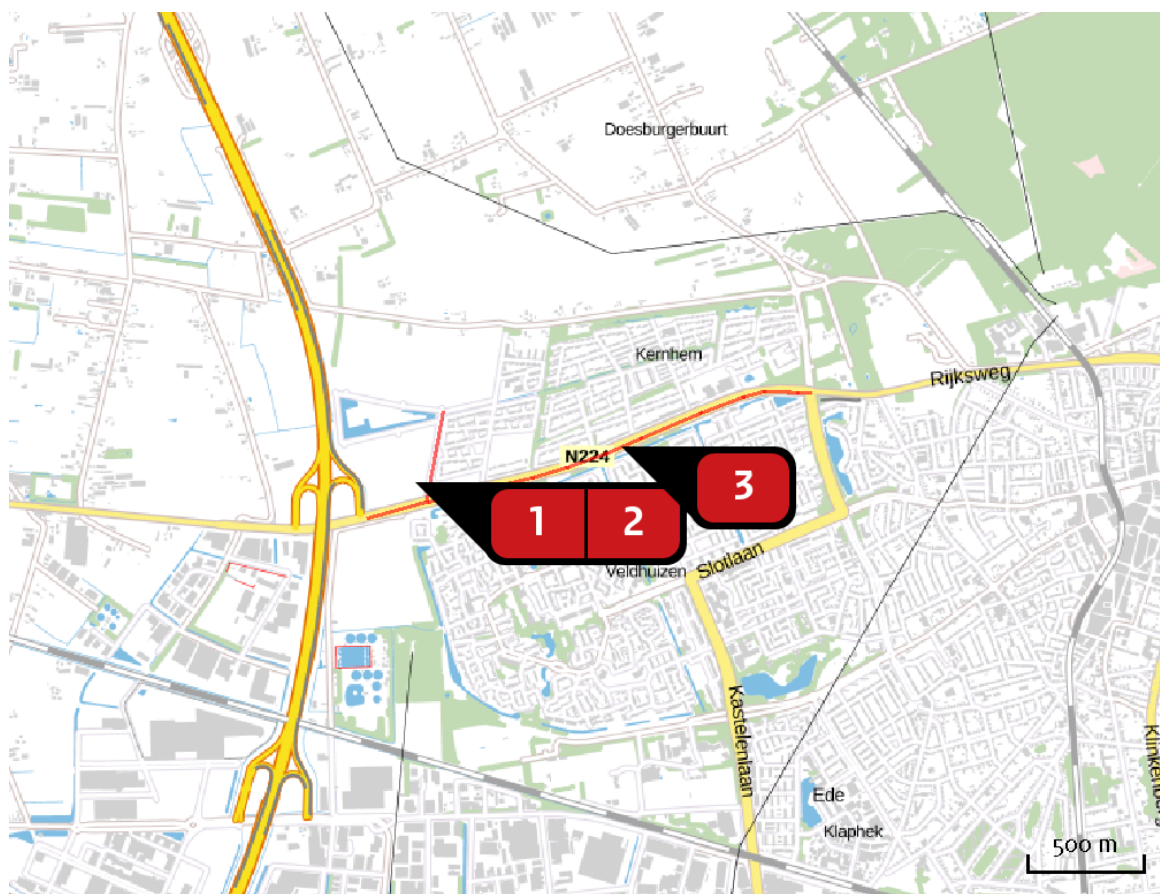 Doesburgerbuurt
Kernhem
Rijksweg
N224
3
1 2
Veldhuizen
Slotlaan
Kastelenlaan
Ede
Klaphek
500 m